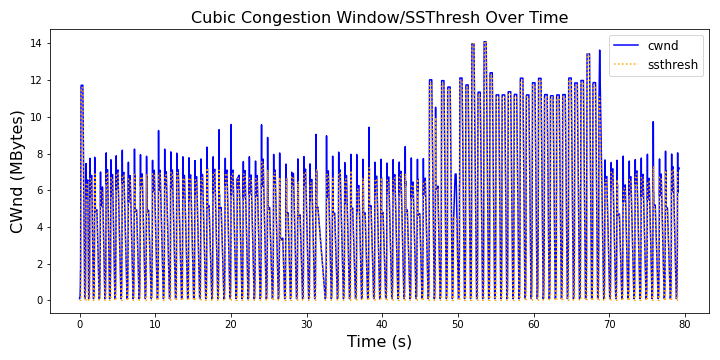 Cubic Congestion Window/SSThresh Over Time
cwnd
ssthresh
CWnd (MBytes)
14
12
10
8
6
4
2
0
0 10 20 30 40 50 60 70 80
Time (s)